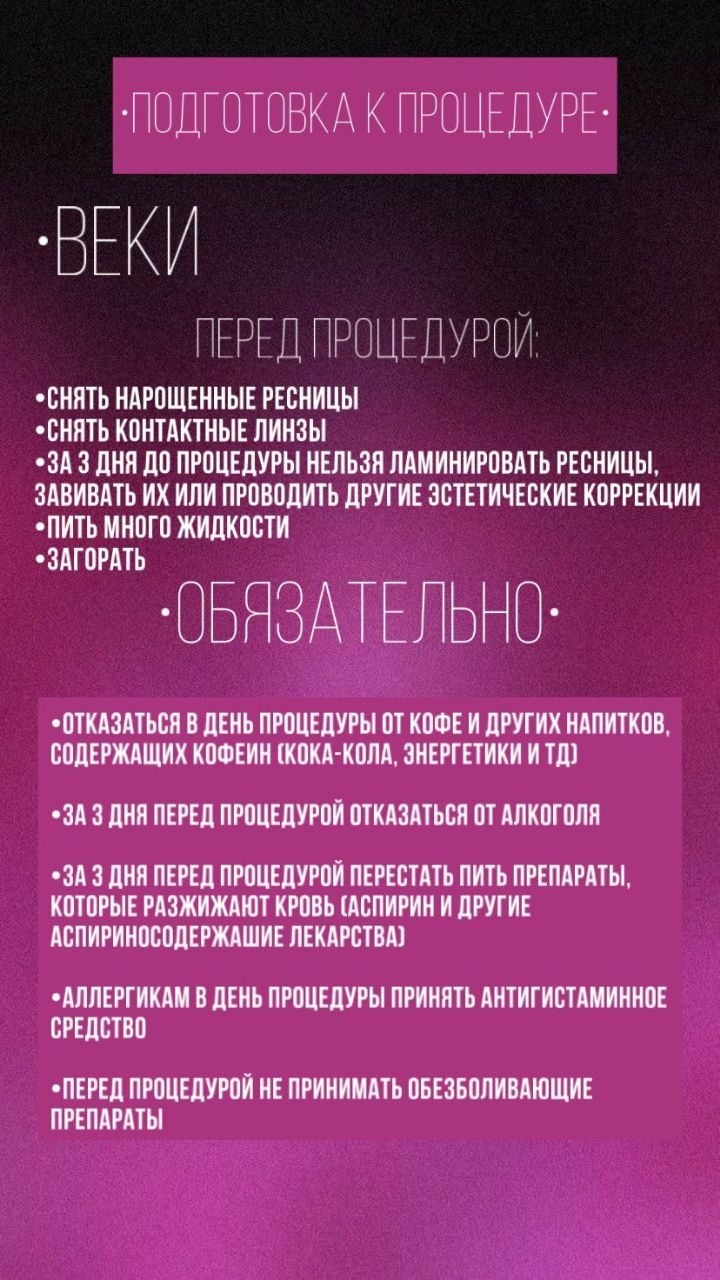 •ПОДГОТОВКА К ПРОЦЕДУРЕ•
•ВЕКИ
ПЕРЕД ПРОЦЕДУРОЙ:
•СНЯТЬ НАРОЩЕННЫЕ РЕСНИЦЫ
•СНЯТЬ КОНТАКТНЫЕ ЛИНЗЫ
•ЗА 3 ДНЯ ДО ПРОЦЕДУРЫ НЕЛЬЗЯ ЛАМИНИРОВАТЬ РЕСНИЦЫ,
ЗАВИВАТЬ ИХ ИЛИ ПРОВОДИТЬ ДРУГИЕ ЭСТЕТИЧЕСКИЕ КОРРЕКЦИИ
•ПИТЬ МНОГО ЖИДКОСТИ
•ЗАГОРАТЬ
•ОБЯЗАТЕЛЬНО•
•ОТКАЗАТЬСЯ В ДЕНЬ ПРОЦЕДУРЫ ОТ КОФЕ И ДРУГИХ НАПИТКОВ,
СОДЕРЖАЩИХ КОФЕИН (КОКА-КОЛА, ЭНЕРГЕТИКИ И ТД)
•ЗА 3 ДНЯ ПЕРЕД ПРОЦЕДУРОЙ ОТКАЗАТЬСЯ ОТ АЛКОГОЛЯ
•ЗА 3 ДНЯ ПЕРЕД ПРОЦЕДУРОЙ ПЕРЕСТАТЬ ПИТЬ ПРЕПАРАТЫ,
КОТОРЫЕ РАЗЖИЖАЮТ КРОВЬ (АСПИРИН И ДРУГИЕ
АСПИРИНОСОДЕРЖАШИЕ ЛЕКАРСТВА)
•АЛЛЕРГИКАМ В ДЕНЬ ПРОЦЕДУРЫ ПРИНЯТЬ АНТИГИСТАМИННОЕ
СРЕДСТВО
•ПЕРЕД ПРОЦЕДУРОЙ НЕ ПРИНИМАТЬ ОБЕЗБОЛИВАЮЩИЕ
ПРЕПАРАТЫ